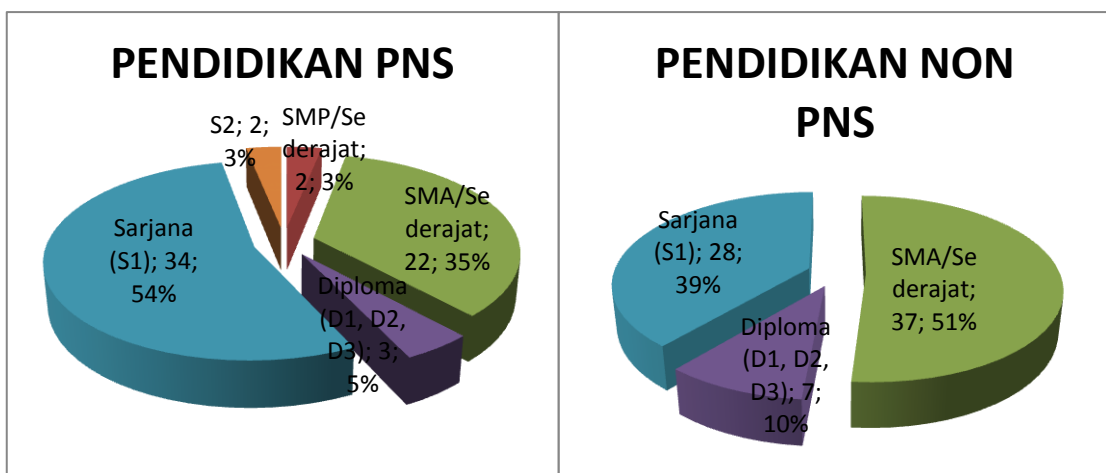 PENDIDIKAN PNS
S2; 2;
3%
SMP/Se
derajat;
2; 3%
SMA/Se
derajat;
22; 35%
Diploma
(D1, D2,
D3); 3;
5%
Sarjana
(S1); 34;
54%
PENDIDIKAN NON
PNS
SMA/Se
derajat;
37; 51%
Diploma
(D1, D2,
D3); 7;
10%
Sarjana
(S1); 28;
39%